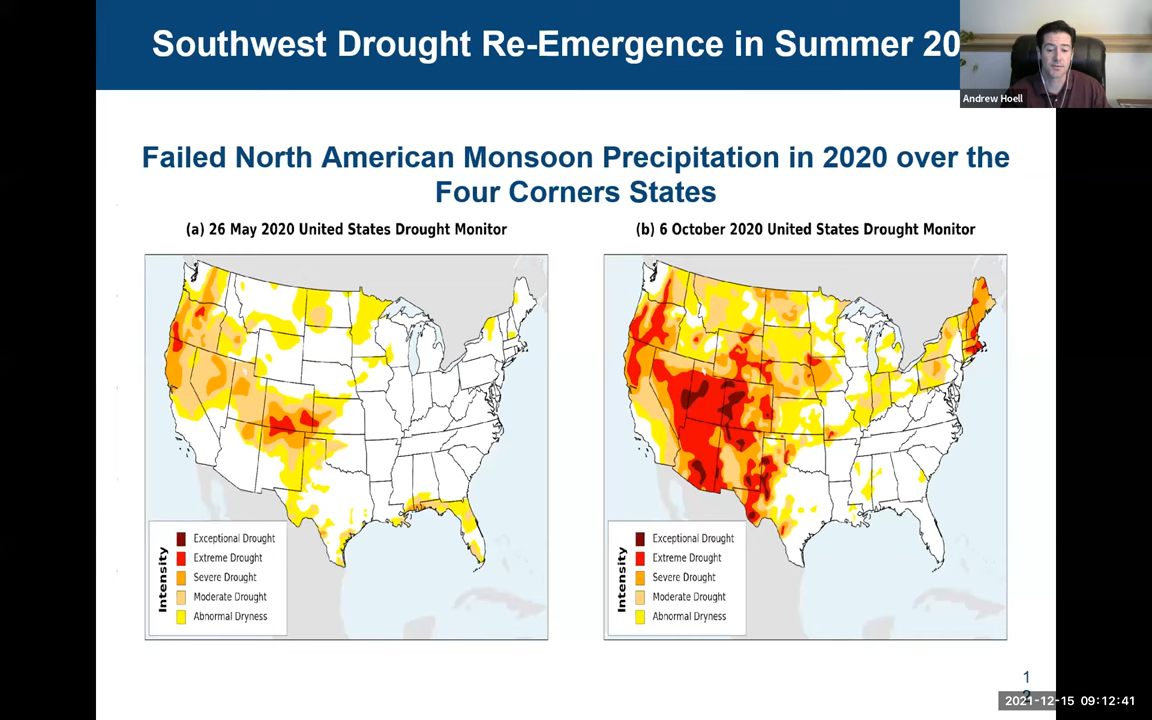 Southwest Drought Re-Emergence in Summer 20
Andrew Hoell
Failed North American Monsoon Precipitation in 2020 over the
Four Corners States
(a) 26 May 2020 United States Drought Monitor
(b) 6 October 2020 United States Drought Monitor
Intensity
Exceptional Drought
Extreme Drought
Severe Drought
Moderate Drought
Abnormal Dryness
Intensity
Exceptional Drought
Extreme Drought
Severe Drought
Moderate Drought
Abnormal Dryness
1
2021-12-15 09:12:41